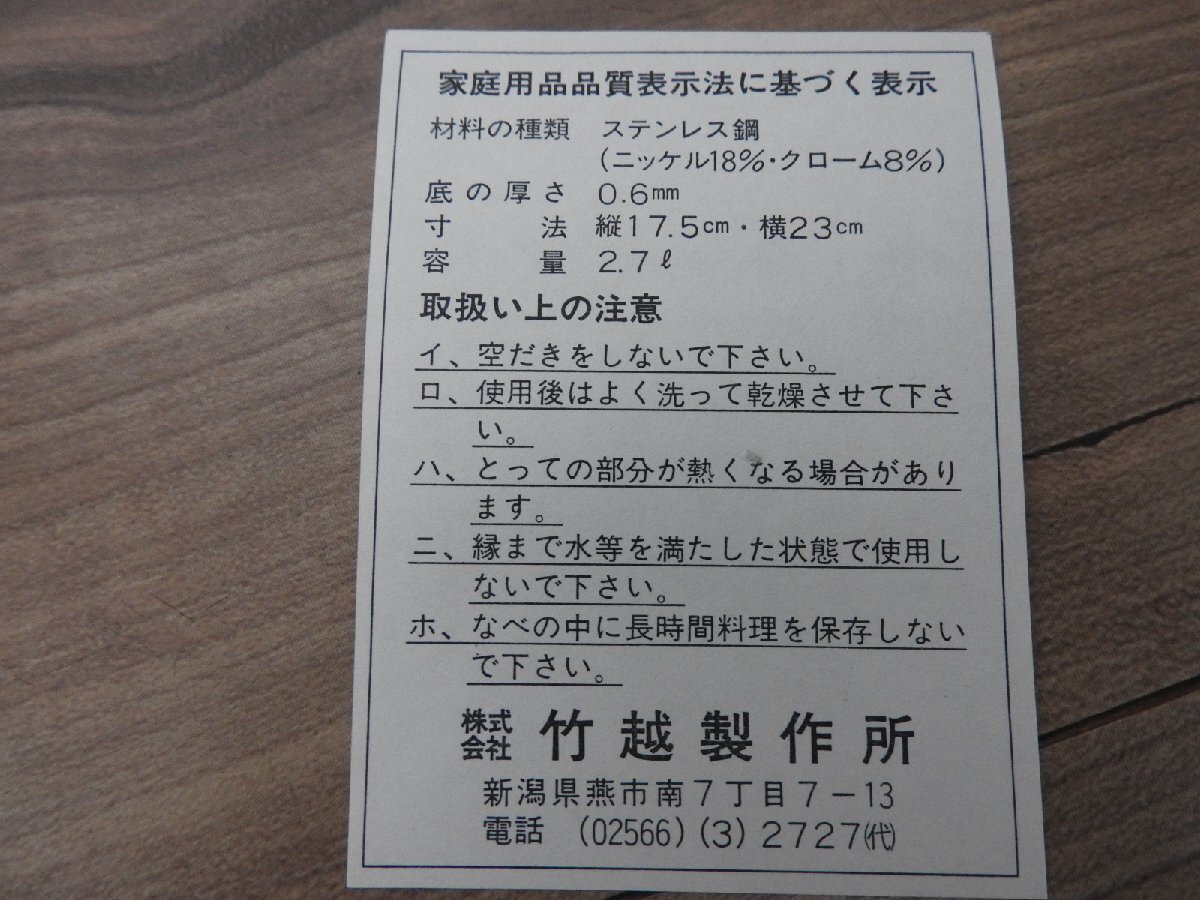 家庭用品品質表示法に基づく表示
材料の種類 ステンレス鋼
(ニッケル18%・クローム8%)
底の厚さ 0.6mm
寸法 縦17.5cm・横23cm
容量 2.7ℓ
取扱い上の注意
イ、空だきをしないで下さい。
ロ、使用後はよく洗って乾燥させて下さ
い。
ハ、とっての部分が熱くなる場合があり
ます。
ニ、縁まで水等を満たした状態で使用し
ないで下さい。
ホ、なべの中に長時間料理を保存しない
で下さい。
株式会社 竹越製作所
新潟県燕市南7丁目7-13
電話 (02566)(3)2727㈹